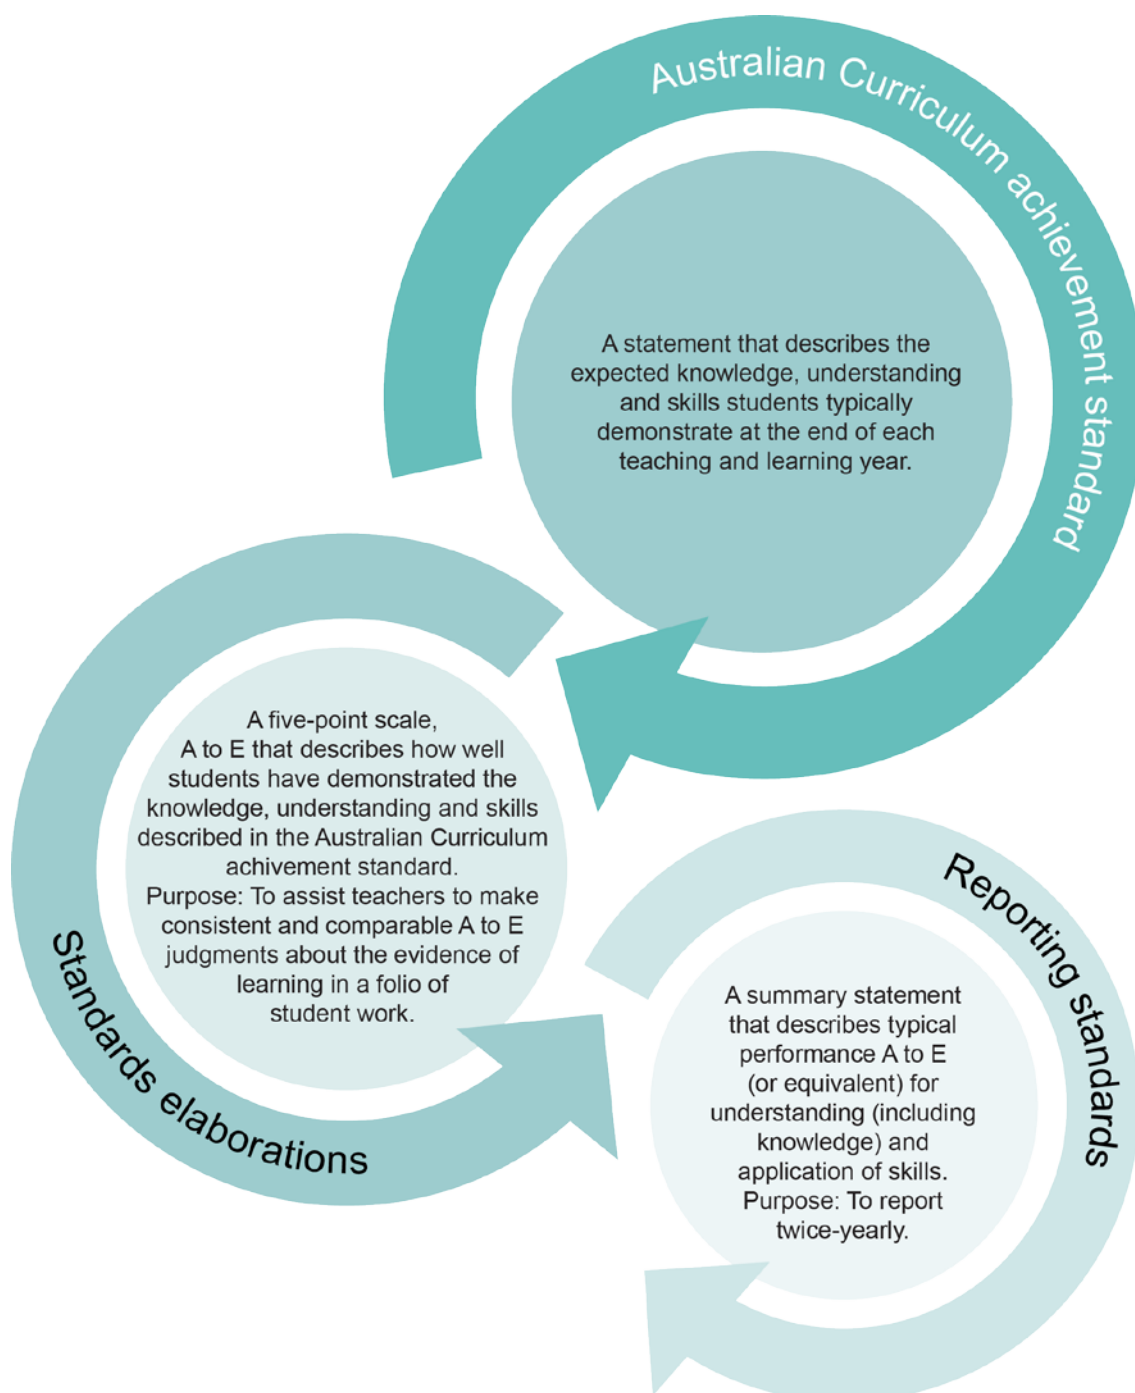 Australian Curriculum achievement standard
A statement that describes the
expected knowledge, understanding
and skills students typically
demonstrate at the end of each
teaching and learning year.
A five-point scale,
A to E that describes how well
students have demonstrated the
knowledge, understanding and skills
described in the Australian Curriculum
achivement standard.
Purpose: To assist teachers to make
consistent and comparable A to E
judgments about the evidence of
learning in a folio of
student work.
Standards elaborations
Reporting standards
A summary statement
that describes typical
performance A to E
(or equivalent) for
understanding (including
knowledge) and
application of skills.
Purpose: To report
twice-yearly.